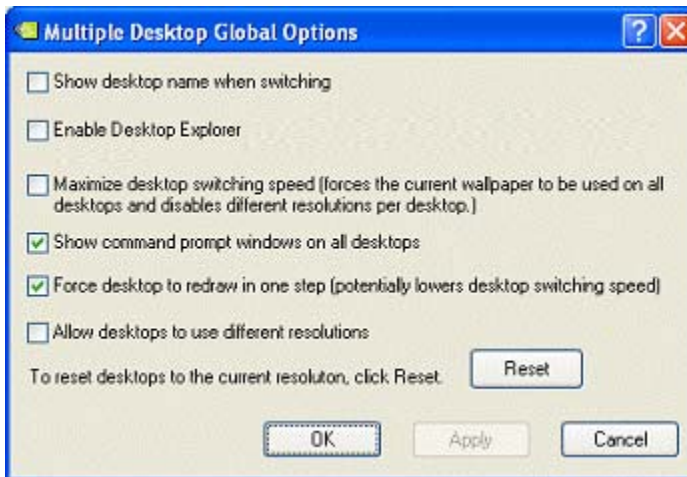 Multiple Desktop Global Options
Show desktop name when switching
Enable Desktop Explorer
Maximize desktop switching speed (forces the current wallpaper to be used on all
desktops and disables different resolutions per desktop.)
Show command prompt windows on all desktops
Force desktop to redraw in one step (potentially lowers desktop switching speed)
Allow desktops to use different resolutions
To reset desktops to the current resoluton, click Reset.
Reset
OK
Apply
Cancel